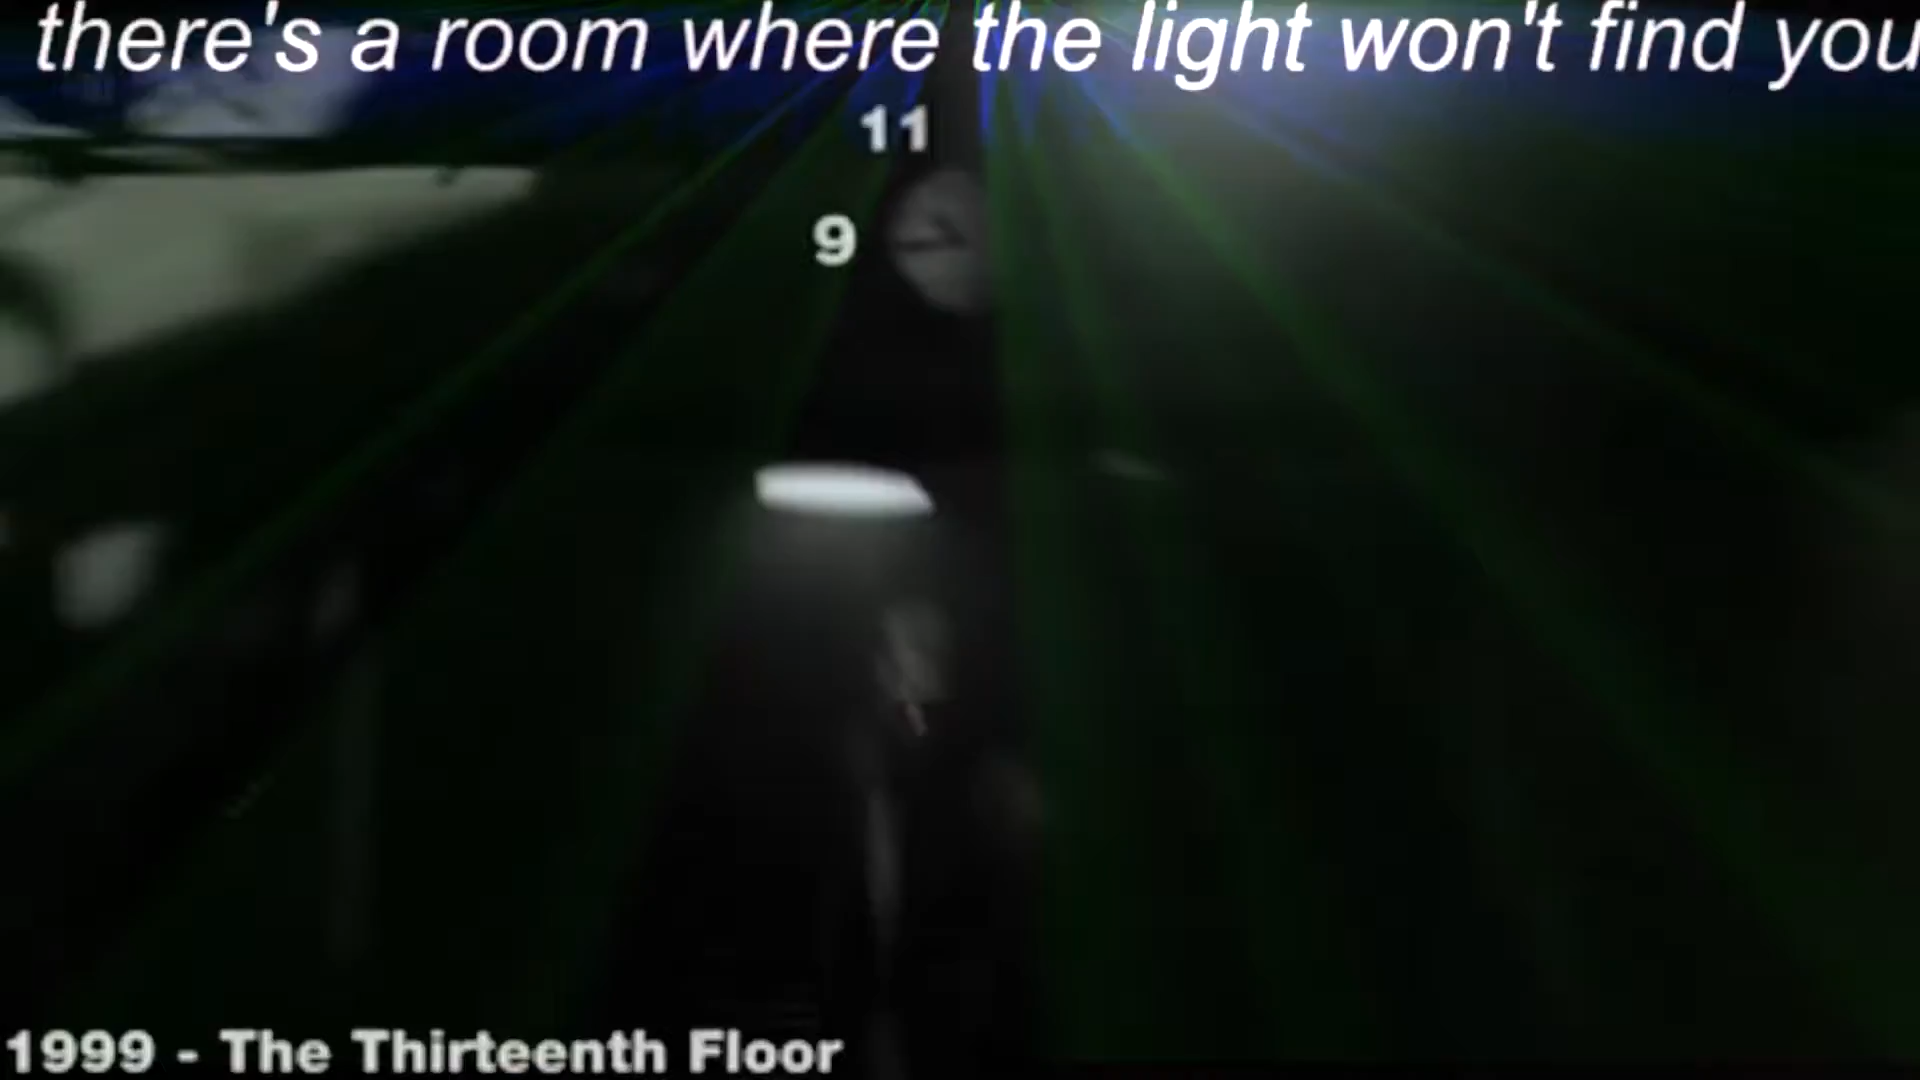 there's a room where the light won't find you
11
9
1999 - The Thirteenth Floor